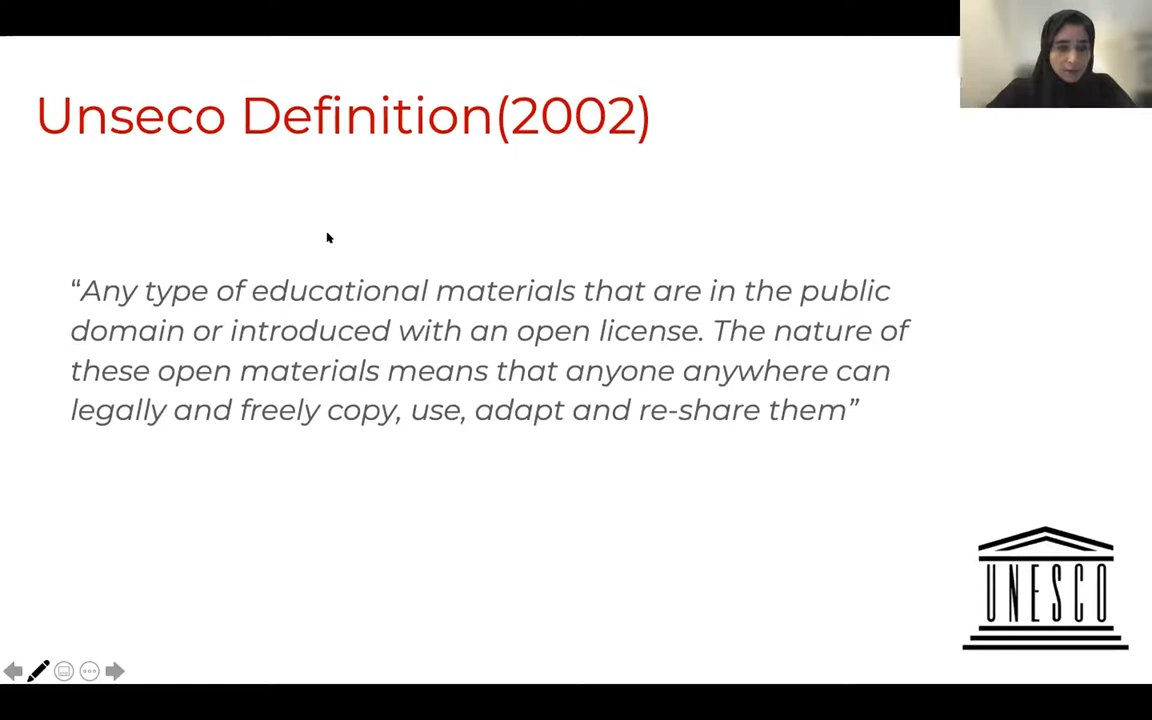 Unseco Definition(2002)
“Any type of educational materials that are in the public
domain or introduced with an open license. The nature of
these open materials means that anyone anywhere can
legally and freely copy, use, adapt and re-share them”
UNESCO